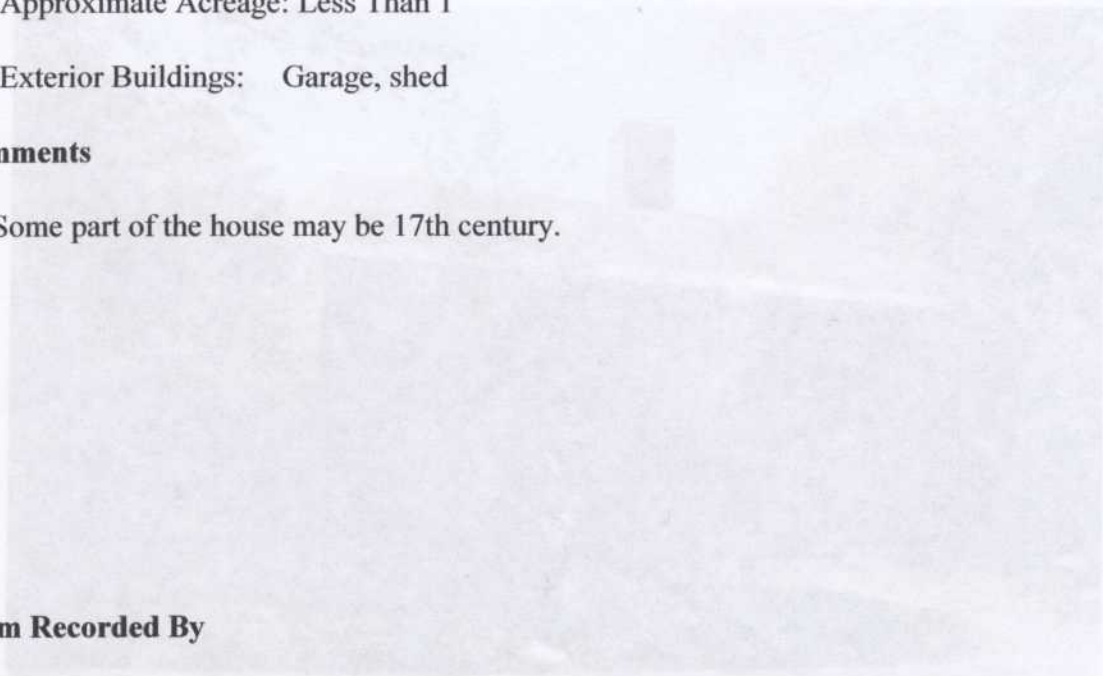 Approximate Acreage: Less Than 1
Exterior Buildings: Garage, shed
mments
Some part of the house may be 17th century.
m Recorded By